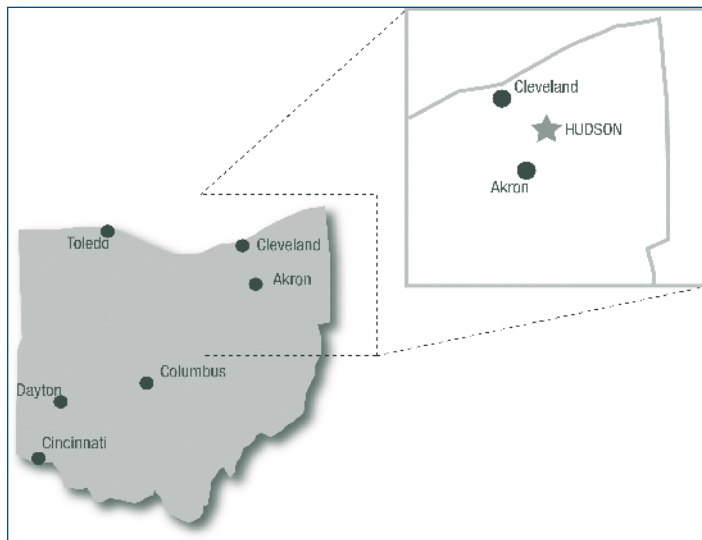 Cleveland
HUDSON
Akron
Toledo
Cleveland
Akron
Columbus
Dayton
Cincinnati